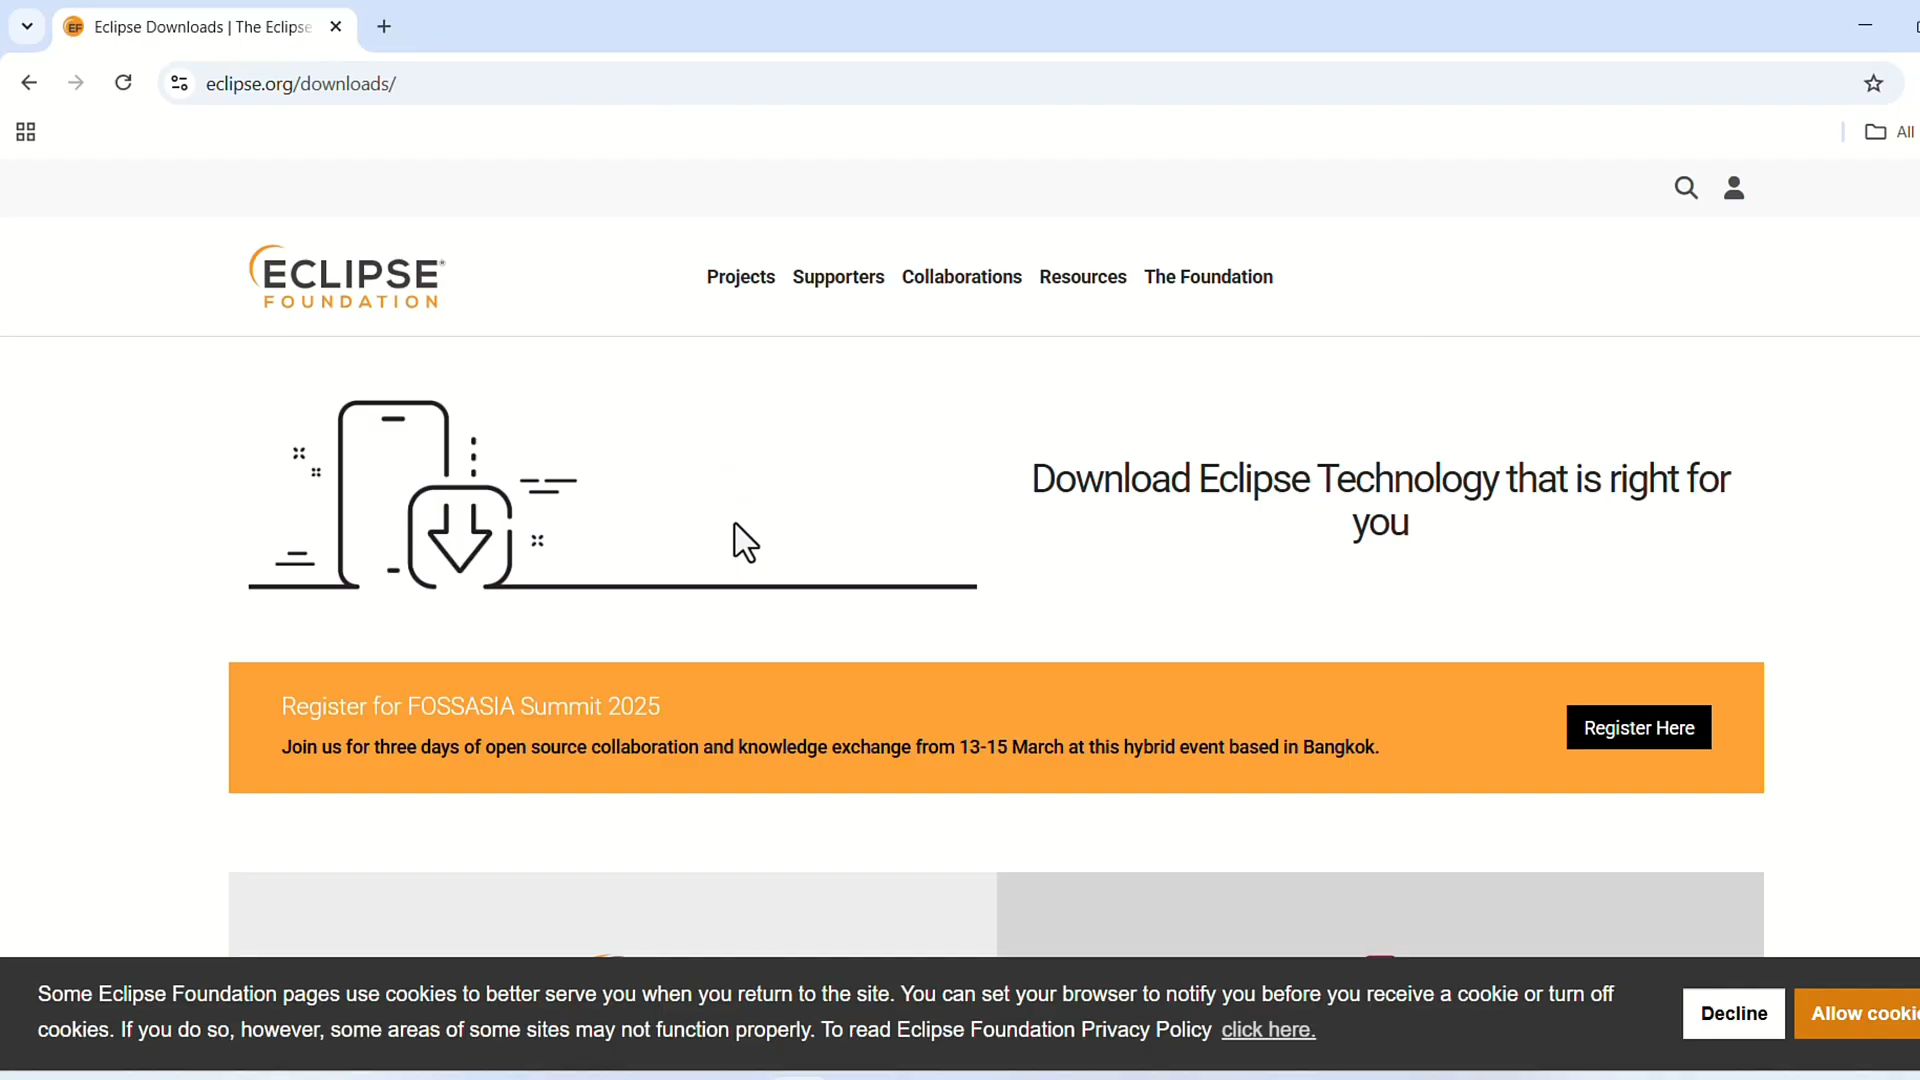 Eclipse Downloads | The Eclipse
eclipse.org/downloads/
All
ECLIPSE®
FOUNDATION
Projects Supporters Collaborations Resources The Foundation
Download Eclipse Technology that is right for
you
Register for FOSSASIA Summit 2025
Join us for three days of open source collaboration and knowledge exchange from 13-15 March at this hybrid event based in Bangkok.
Register Here
Some Eclipse Foundation pages use cookies to better serve you when you return to the site. You can set your browser to notify you before you receive a cookie or turn off
cookies. If you do so, however, some areas of some sites may not function properly. To read Eclipse Foundation Privacy Policy click here.
Decline
Allow cookie